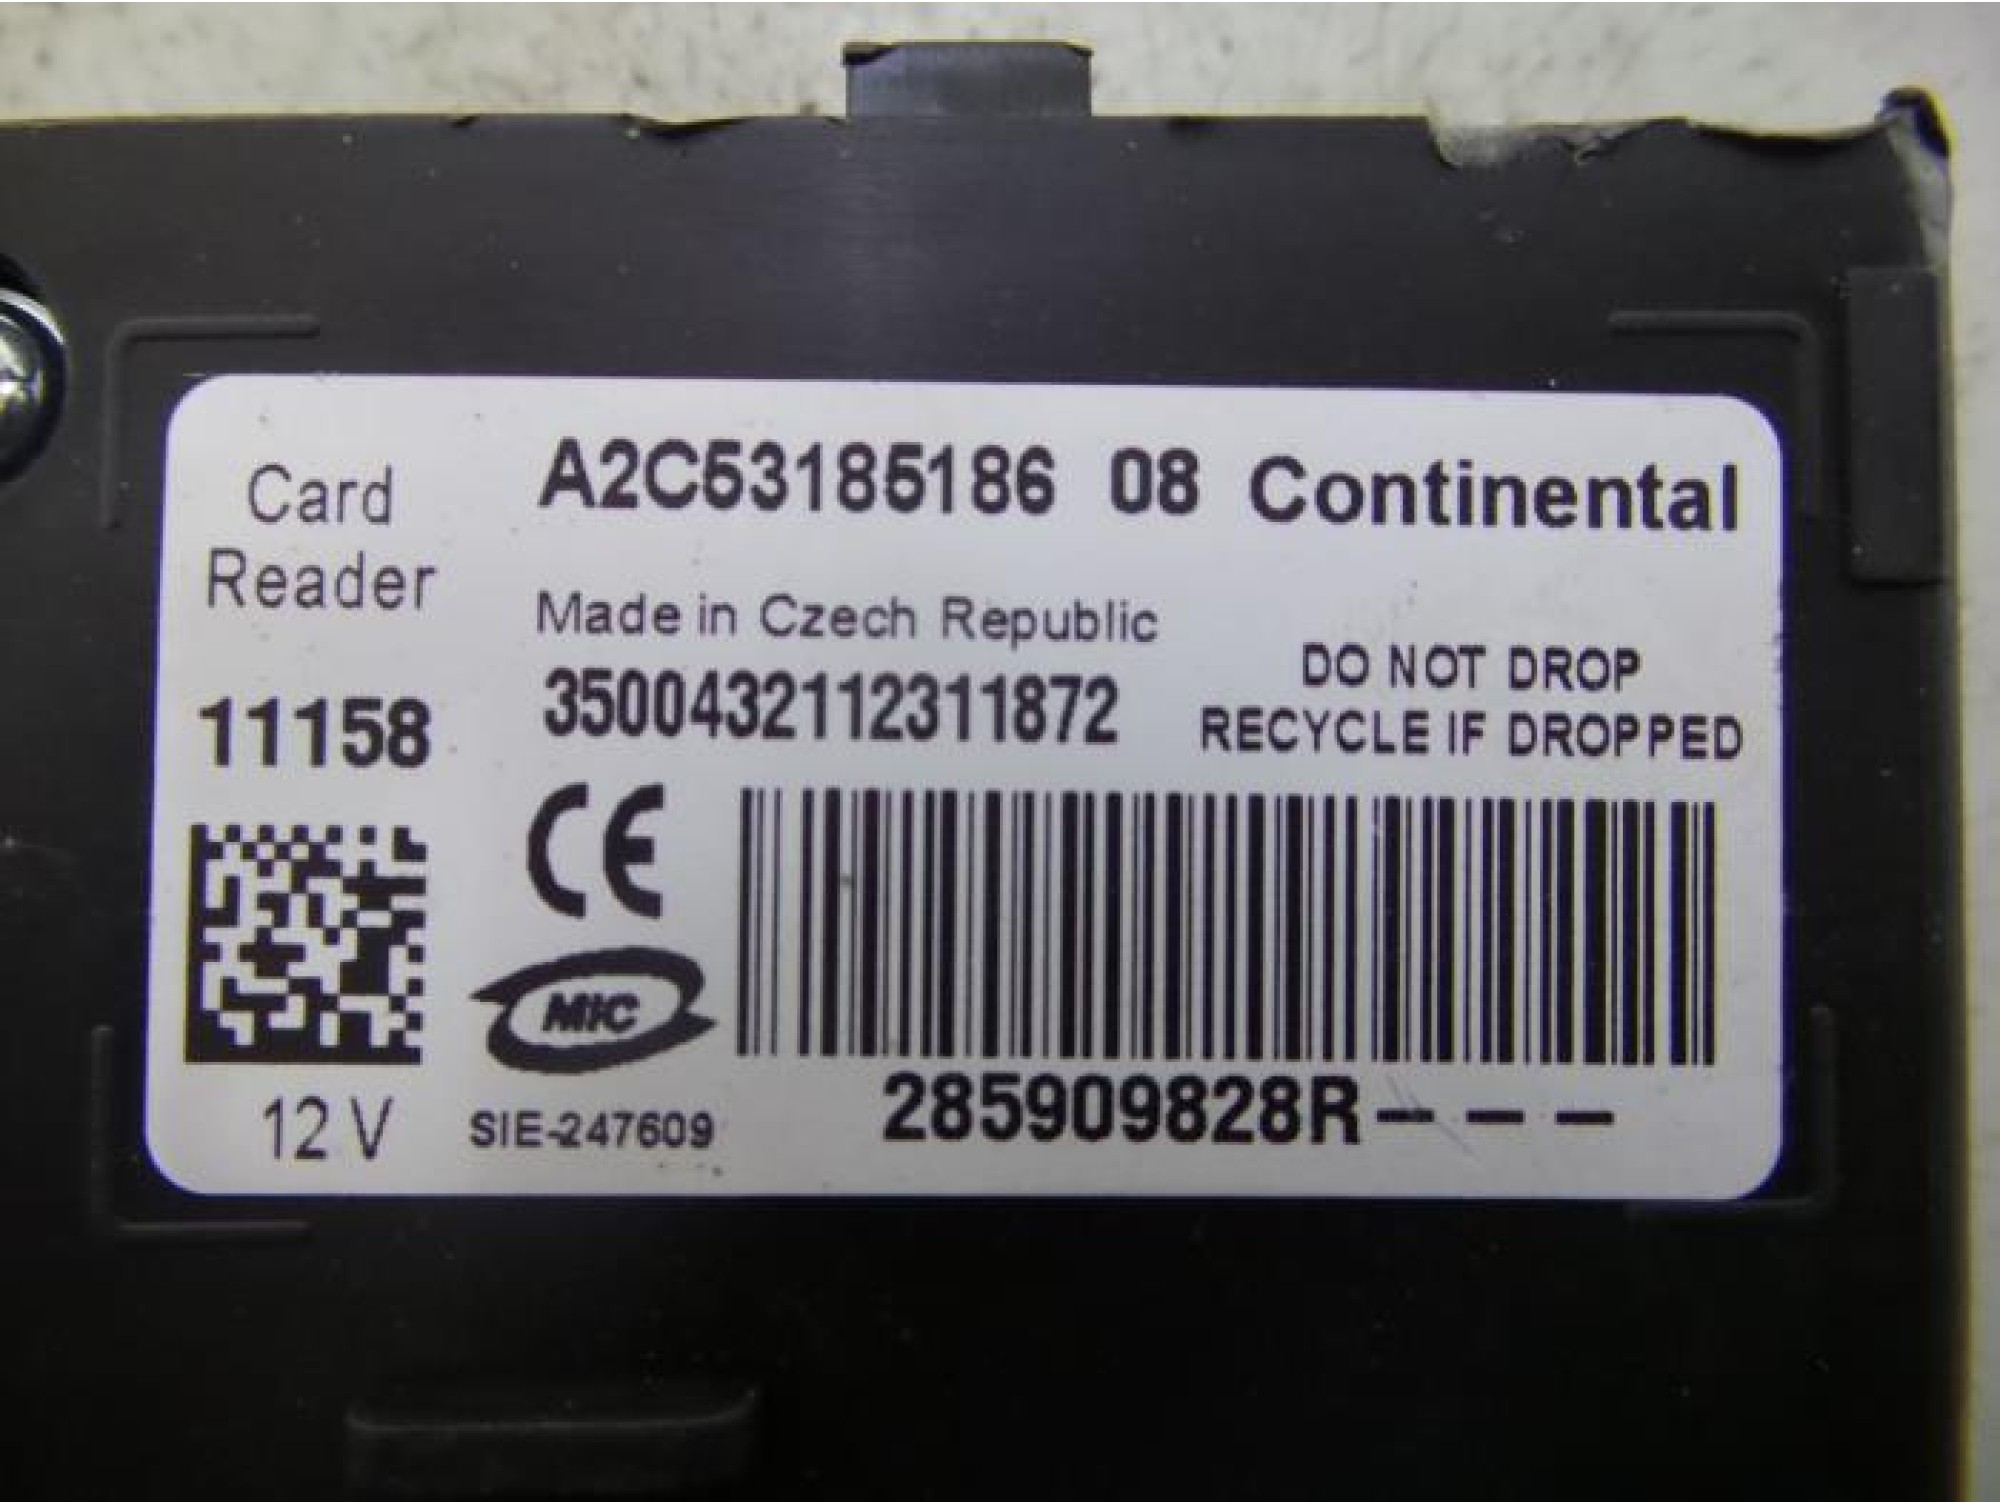 Card
Reader
11158
12 V
A2C53185186 08 Continental
Made in Czech Republic
3500432112311872
DO NOT DROP
RECYCLE IF DROPPED
CE
MIC
SIE-247609
285909828R- - -